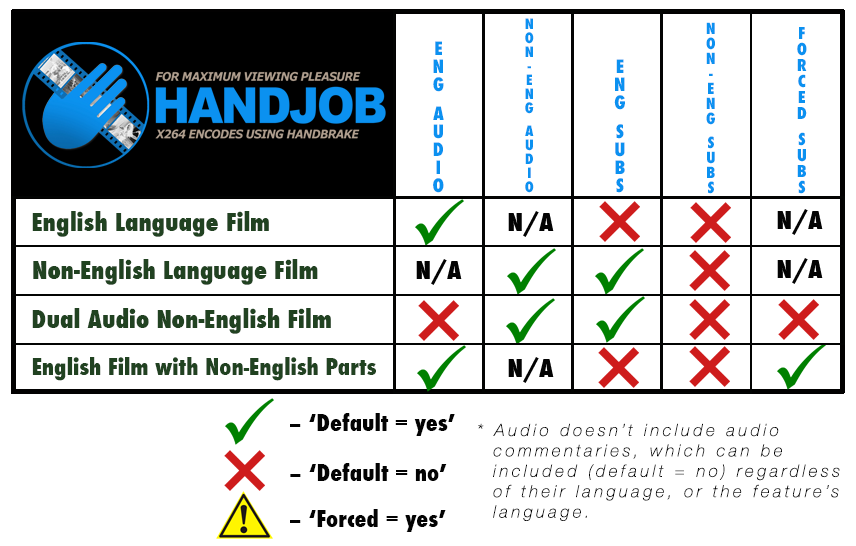 FOR MAXIMUM VIEWING PLEASURE
HANDJOB
X264 ENCODES USING HANDBRAKE
ENG AUDIO
NON-ENG AUDIO
ENG SUBS
NON-ENG SUBS
FORCED SUBS
English Language Film
N/A
N/A
Non-English Language Film
N/A
N/A
Dual Audio Non-English Film
English Film with Non-English Parts
N/A
– ‘Default = yes’
– ‘Default = no’
– ‘Forced = yes’
* Audio doesn’t include audio
commentaries, which can be
included (default = no) regardless
of their language, or the feature’s
language.